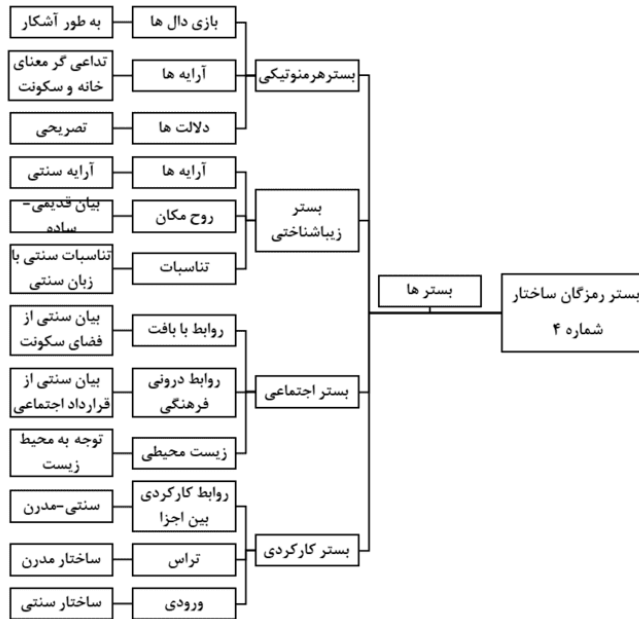 بستر رمزگان ساختار
شماره ۴
بستر ها
بسترهرمنوتیکی
بازی دال ها
به طور آشکار
آرایه ها
تداعی گر معنای
خانه و سکونت
دلالت ها
تصریحی
بستر
زیباشناختی
آرایه ها
آرایه سنتی
روح مکان
بیان قدیمی-
ساده
تناسبات
تناسبات سنتی با
زبان سنتی
بستر اجتماعی
روابط با بافت
بیان سنتی از
فضای سکونت
روابط درونی
فرهنگی
بیان سنتی از
قرارداد اجتماعی
زیست محیطی
توجه به محیط
زیست
بستر کارکردی
روابط کارکردی
بین اجزا
سنتی-مدرن
تراس
ساختار مدرن
ورودی
ساختار سنتی